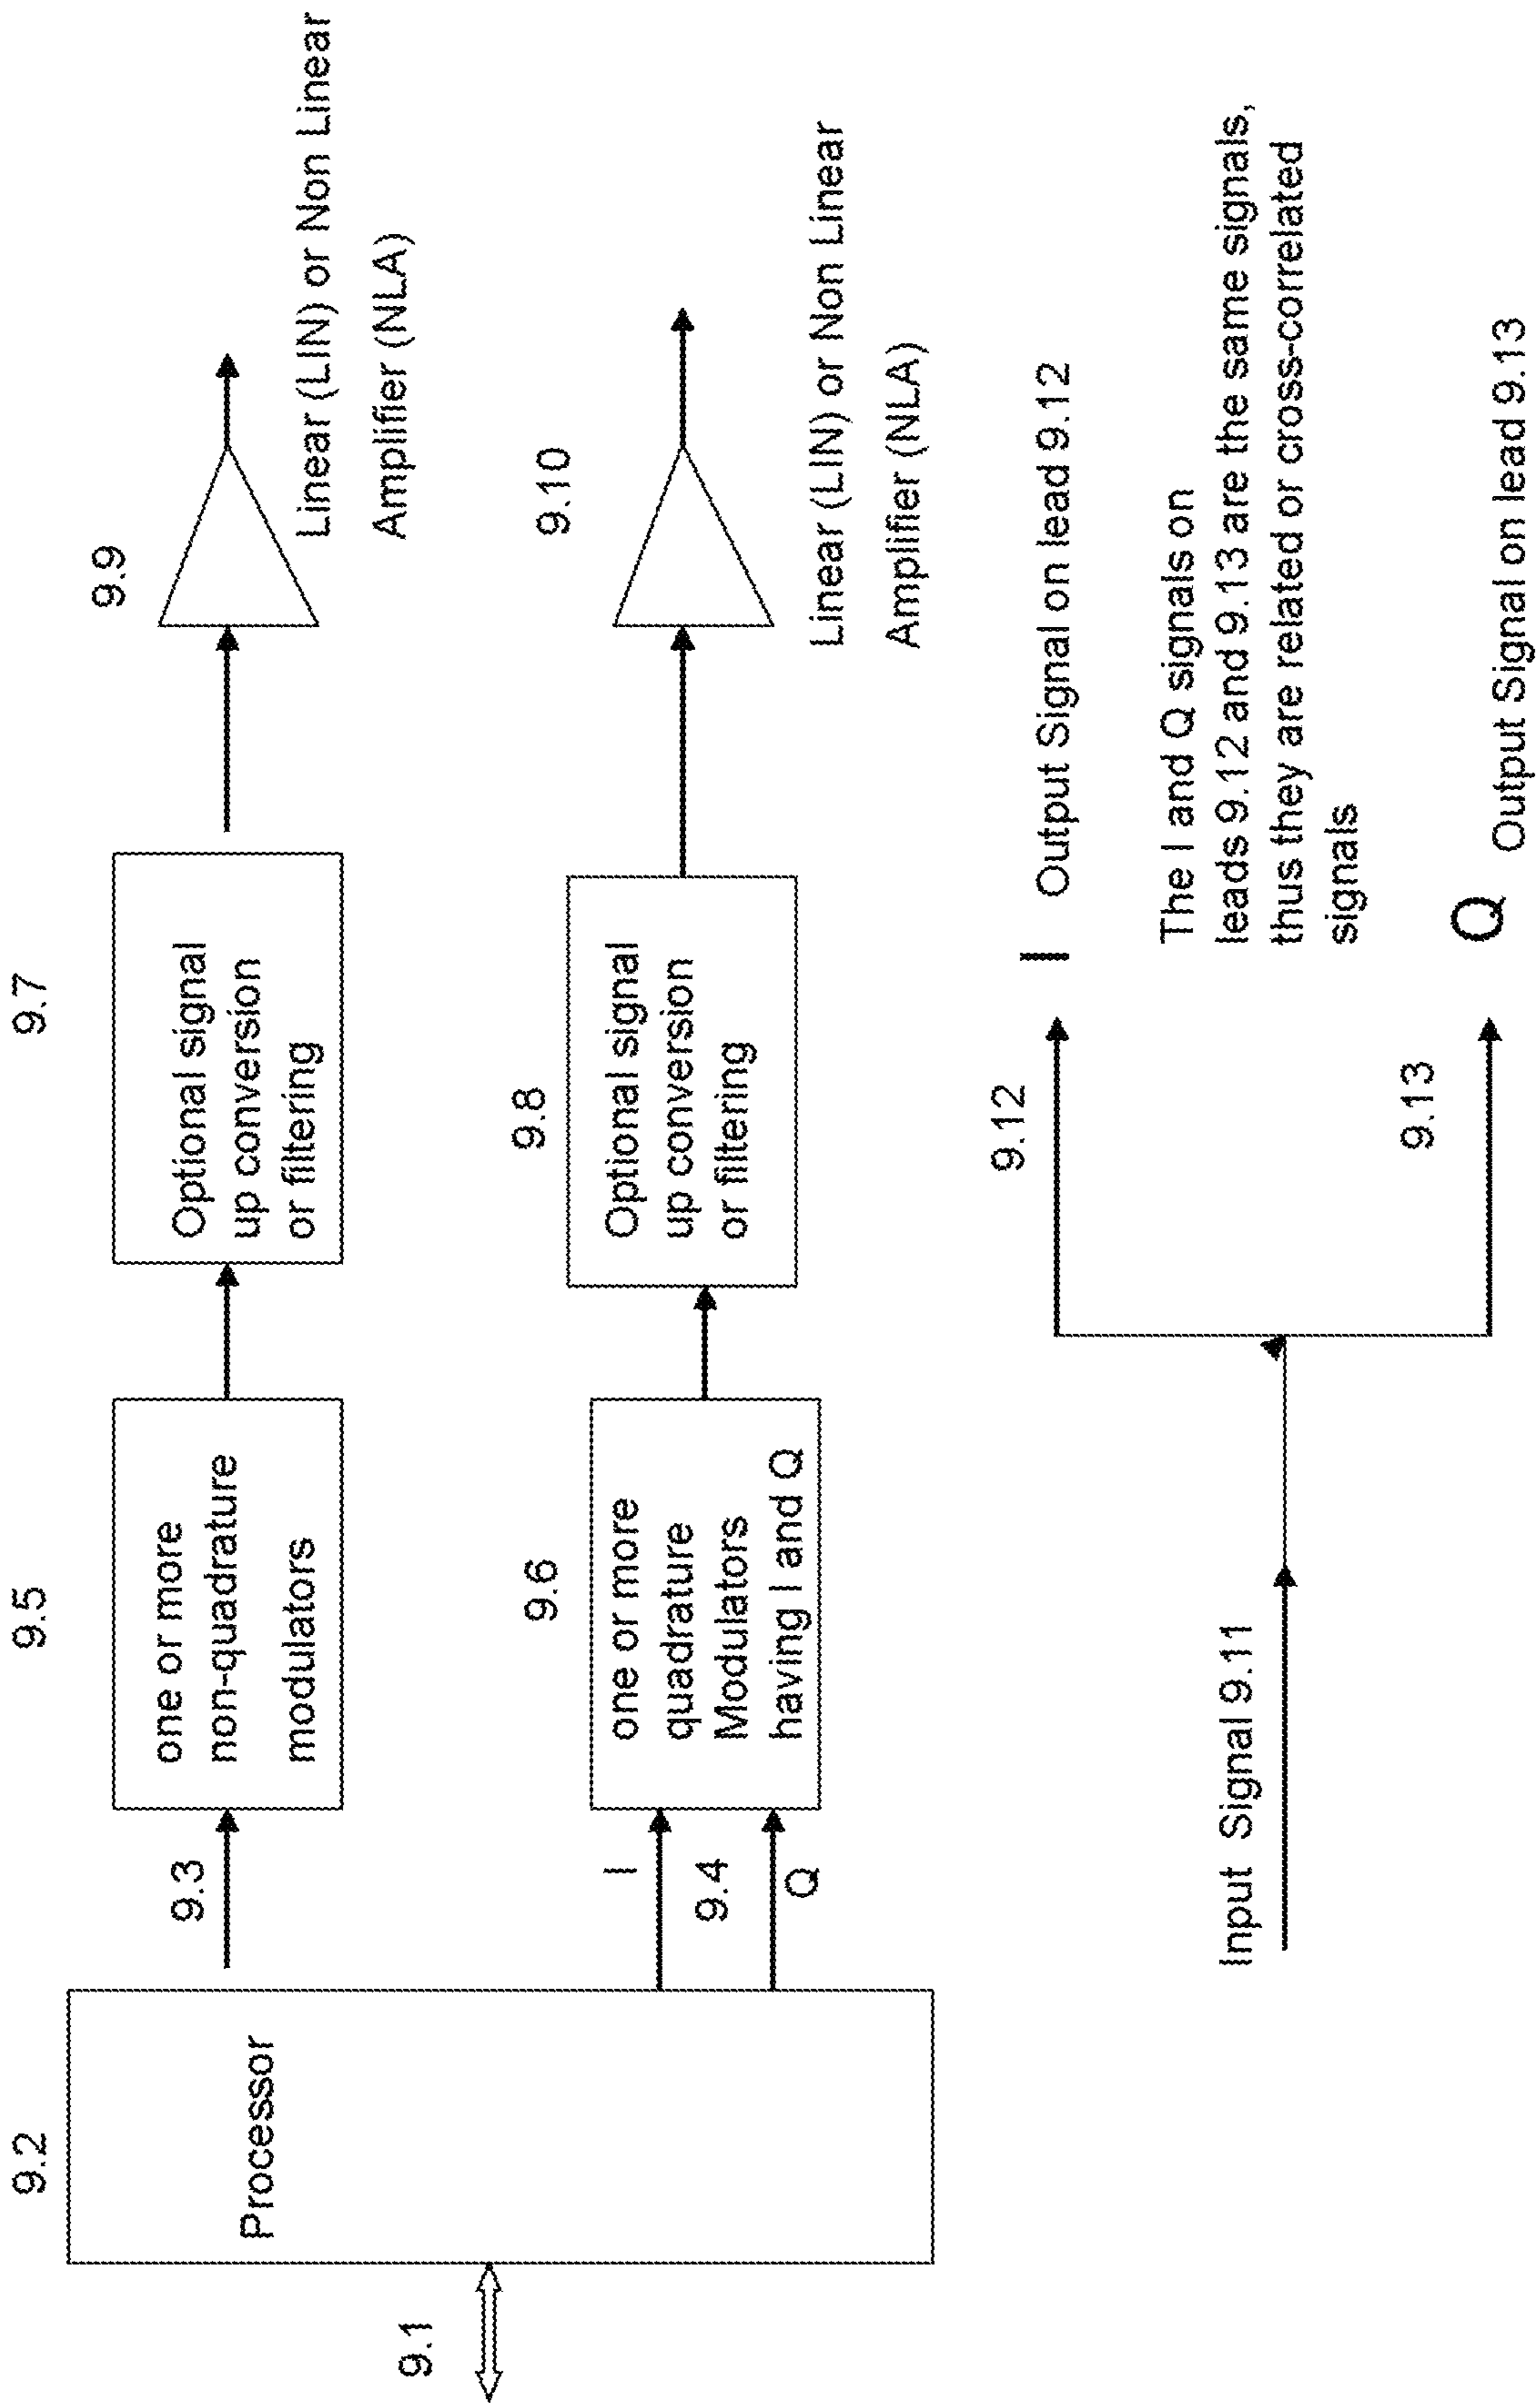 9.1
9.2
Processor
9.3
9.5
one or more
non-quadrature
modulators
9.7
Optional signal
up conversion
or filtering
9.9
Linear (LIN) or Non Linear
Amplifier (NLA)
I
9.4
Q
9.6
one or more
quadrature
Modulators
having I and Q
9.8
Optional signal
up conversion
or filtering
9.10
Linear (LIN) or Non Linear
Amplifier (NLA)
Input Signal 9.11
9.12
I Output Signal on lead 9.12
The I and Q signals on
leads 9.12 and 9.13 are the same signals,
thus they are related or cross-correlated
signals
9.13
Q Output Signal on lead 9.13